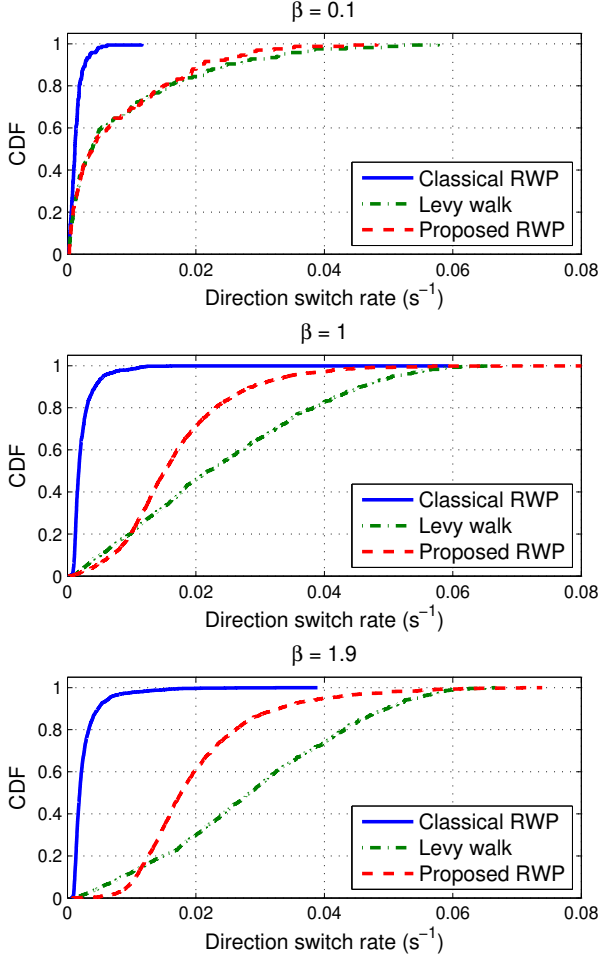 β = 0.1
1
0.8
0.6
0.4
0.2
0
CDF
Classical RWP
Levy walk
Proposed RWP
0 0.02 0.04 0.06 0.08
Direction switch rate (s⁻¹)
β = 1
1
0.8
0.6
0.4
0.2
0
CDF
Classical RWP
Levy walk
Proposed RWP
0 0.02 0.04 0.06 0.08
Direction switch rate (s⁻¹)
β = 1.9
1
0.8
0.6
0.4
0.2
0
CDF
Classical RWP
Levy walk
Proposed RWP
0 0.02 0.04 0.06 0.08
Direction switch rate (s⁻¹)